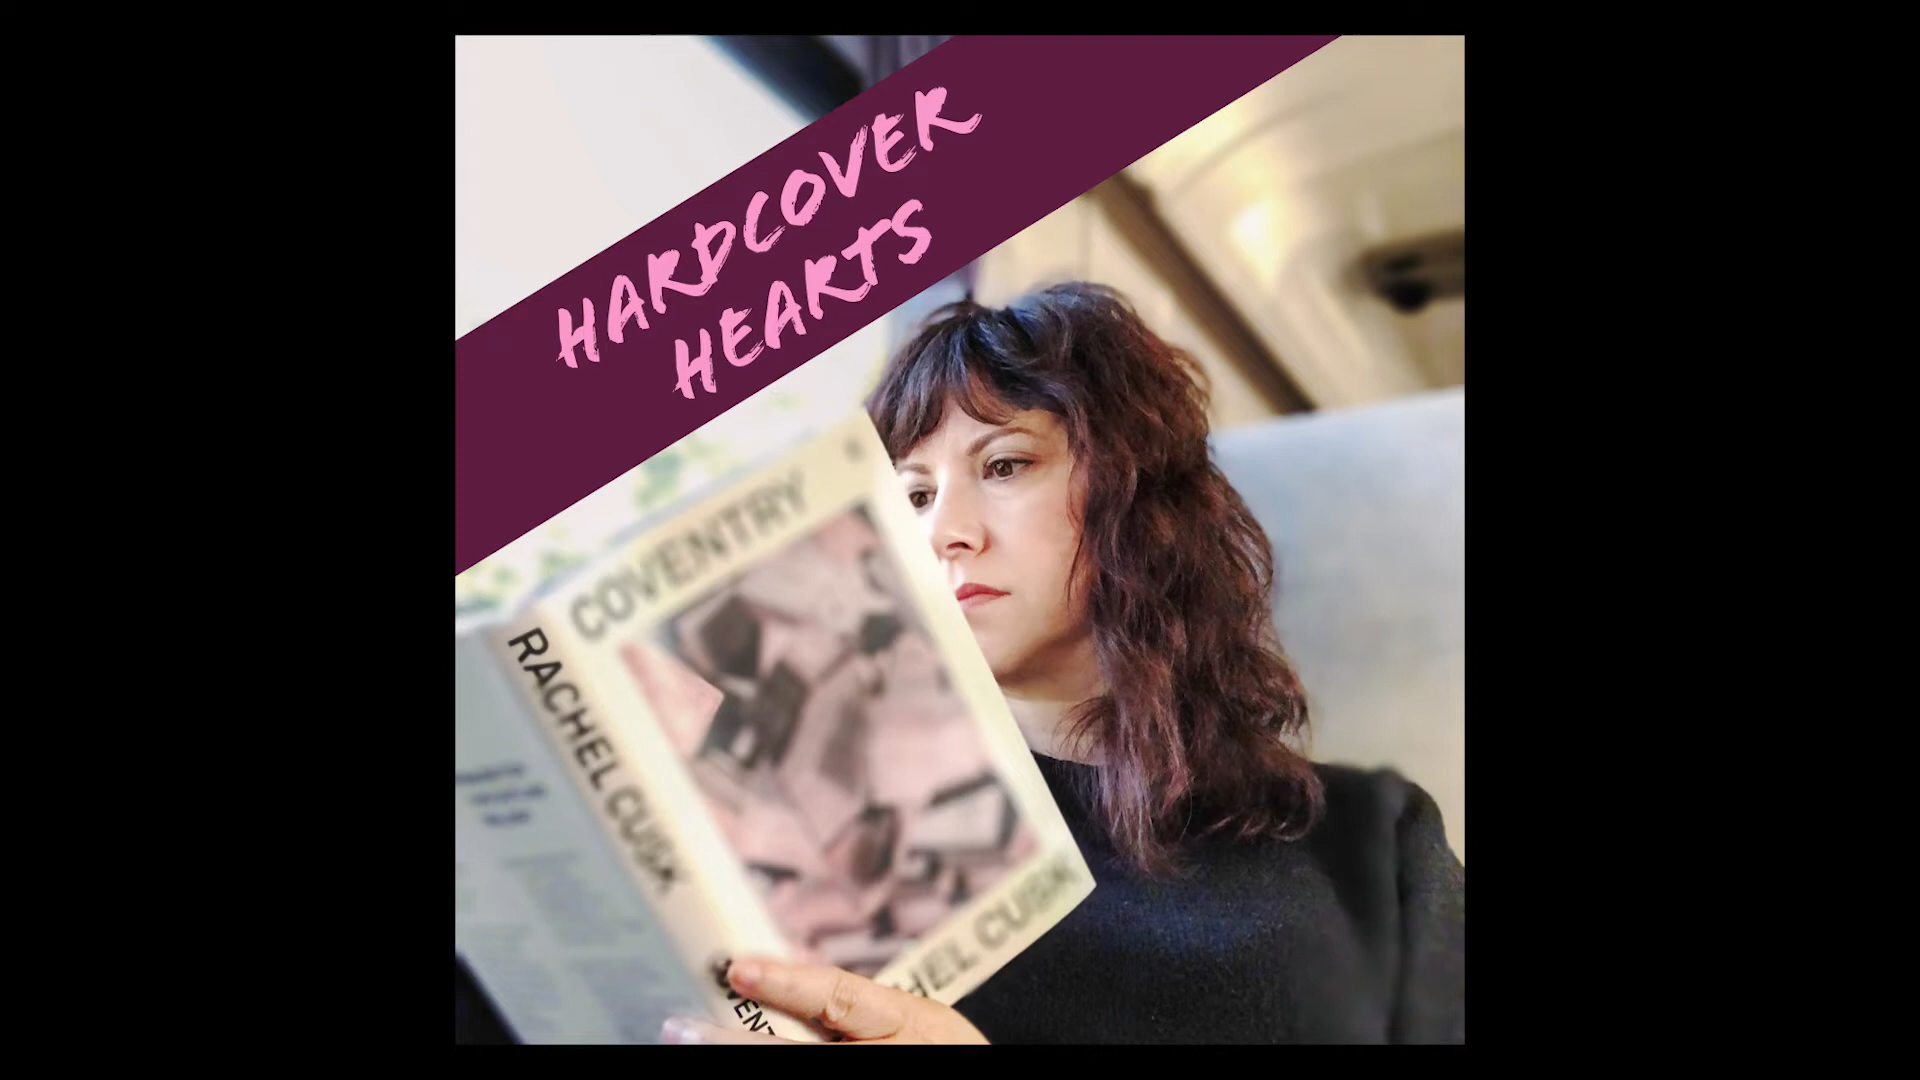 HARDCOVER
HEARTS
COVENTRY
RACHEL CUSK
HEL CUSK